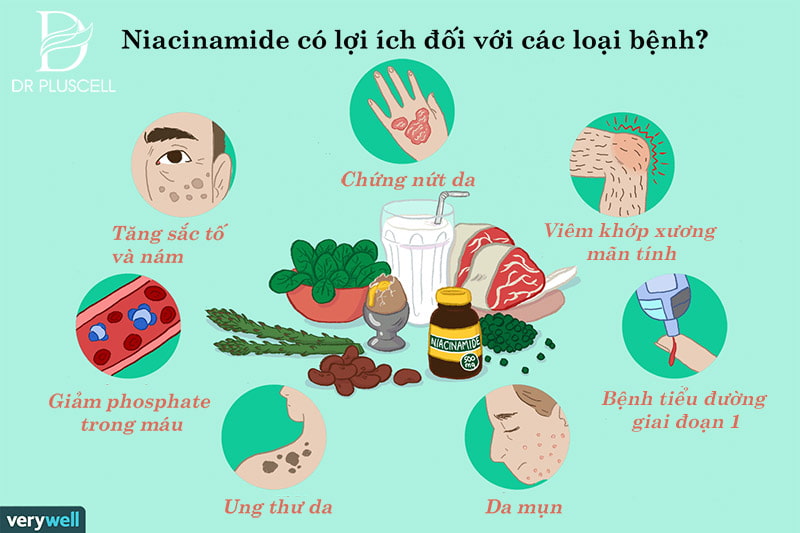 DR PLUSCELL
Niacinamide có lợi ích đối với các loại bệnh?
Chứng nứt da
Tăng sắc tố
và nám
Viêm khớp xương
mãn tính
Giảm phosphate
trong máu
NIACINAMIDE
500
mg
Bệnh tiểu đường
giai đoạn 1
Ung thư da
Da mụn
verywell